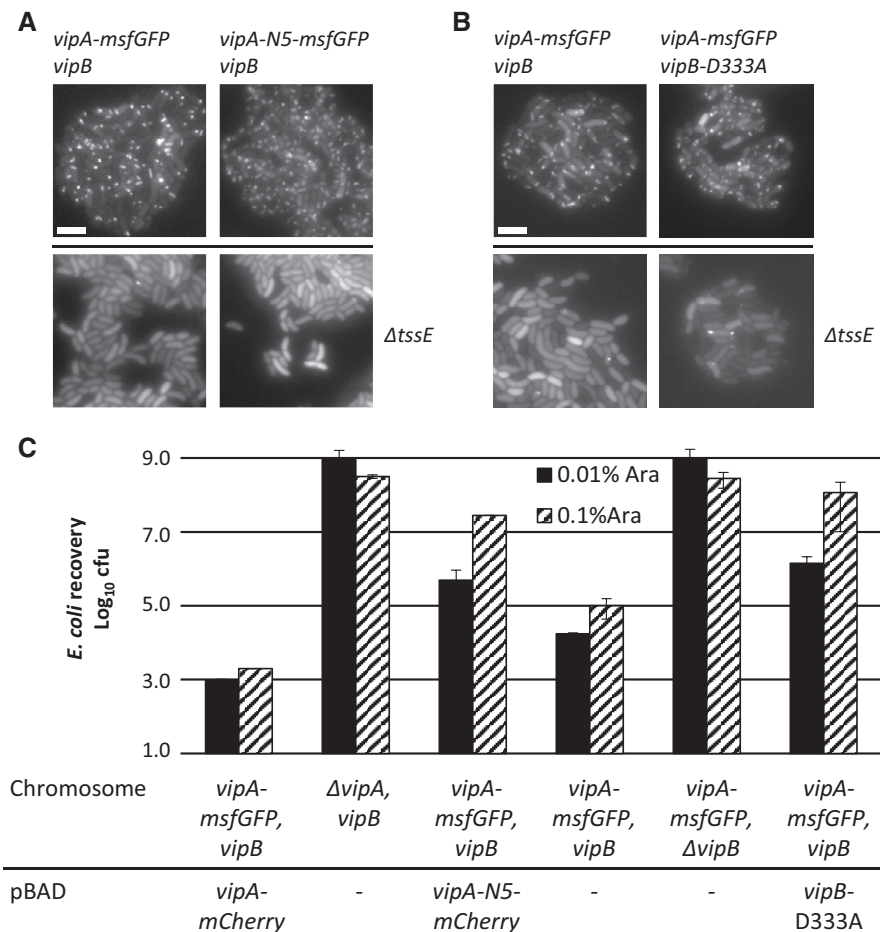 A
vipA-msfGFP
vipB
vipA-N5-msfGFP
vipB
ΔtssE
B
vipA-msfGFP
vipB
vipA-msfGFP
vipB-D333A
ΔtssE
C
E. coli recovery
Log10 cfu
9.0
7.0
5.0
3.0
1.0
0.01% Ara
0.1%Ara
Chromosome
vipA-
msfGFP,
vipB
ΔvipA,
vipB
vipA-
msfGFP,
vipB
vipA-
msfGFP,
vipB
vipA-
msfGFP,
ΔvipB
vipA-
msfGFP,
vipB
pBAD
vipA-
mCherry
-
vipA-N5-
mCherry
-
-
vipB-
D333A